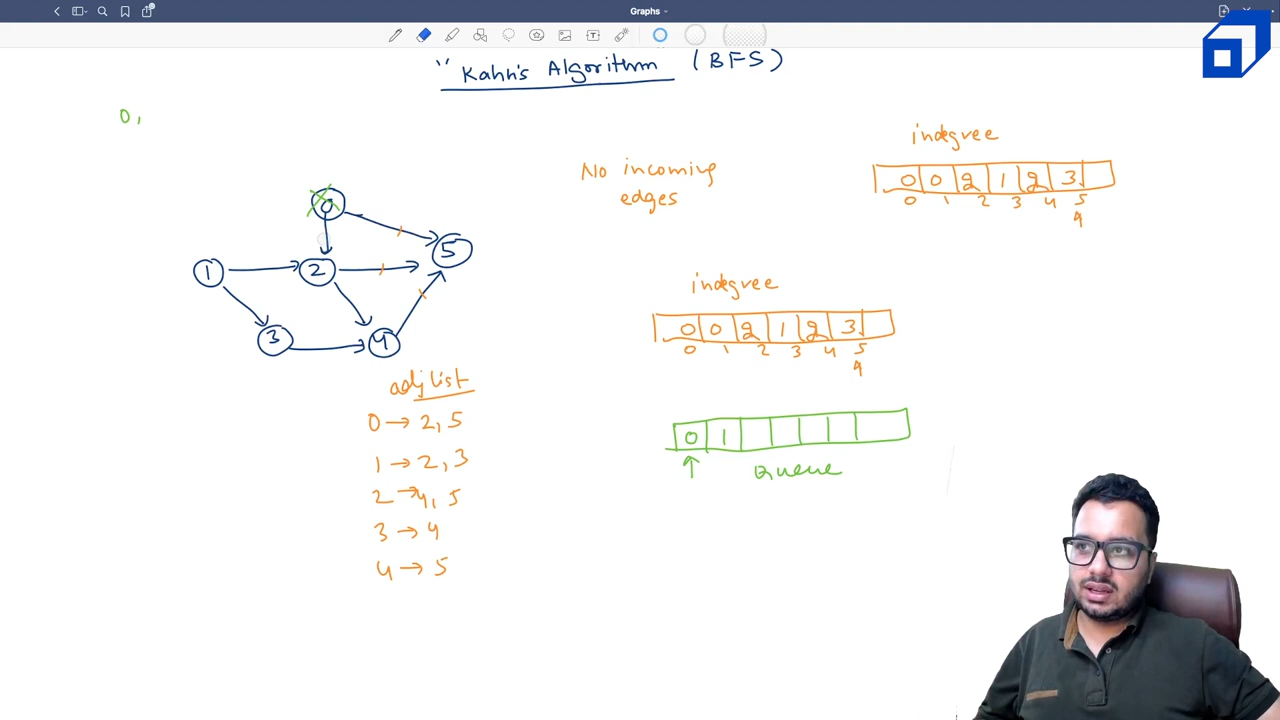 Graphs
" Kahn's Algorithm (BFS)
0,
No incoming
edges
indegree
0 0 2 1 2 3
0 1 2 3 4 5
9
0
1 2 5
3 4
indegree
0 0 2 1 2 3
0 1 2 3 4 5
9
adj list
0 → 2, 5
1 → 2, 3
2 → 4, 5
3 → 4
4 → 5
0 1
Queue